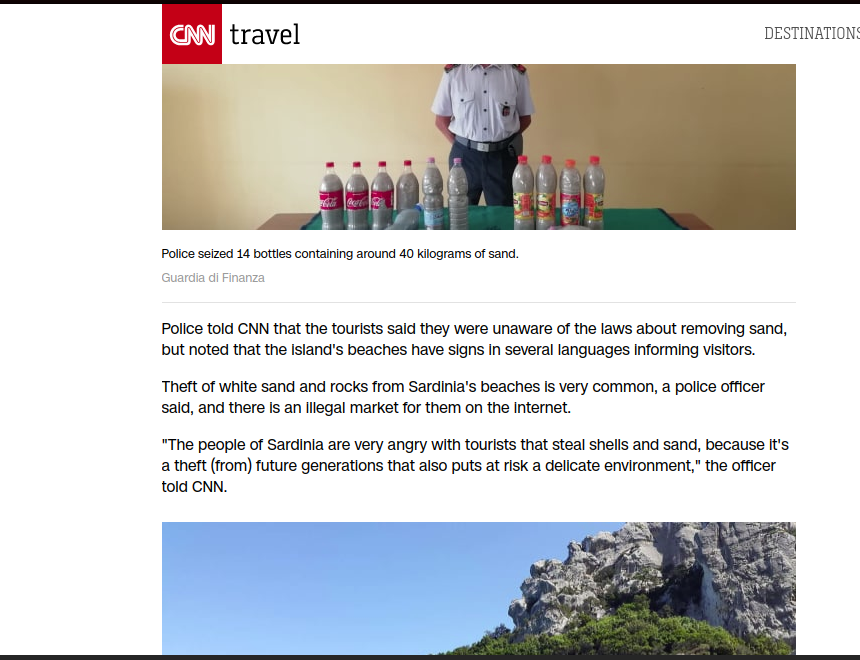 CNN travel
DESTINATIONS
Coca-Cola
Police seized 14 bottles containing around 40 kilograms of sand.
Guardia di Finanza
Police told CNN that the tourists said they were unaware of the laws about removing sand,
but noted that the island's beaches have signs in several languages informing visitors.
Theft of white sand and rocks from Sardinia's beaches is very common, a police officer
said, and there is an illegal market for them on the internet.
"The people of Sardinia are very angry with tourists that steal shells and sand, because it's
a theft (from) future generations that also puts at risk a delicate environment," the officer
told CNN.